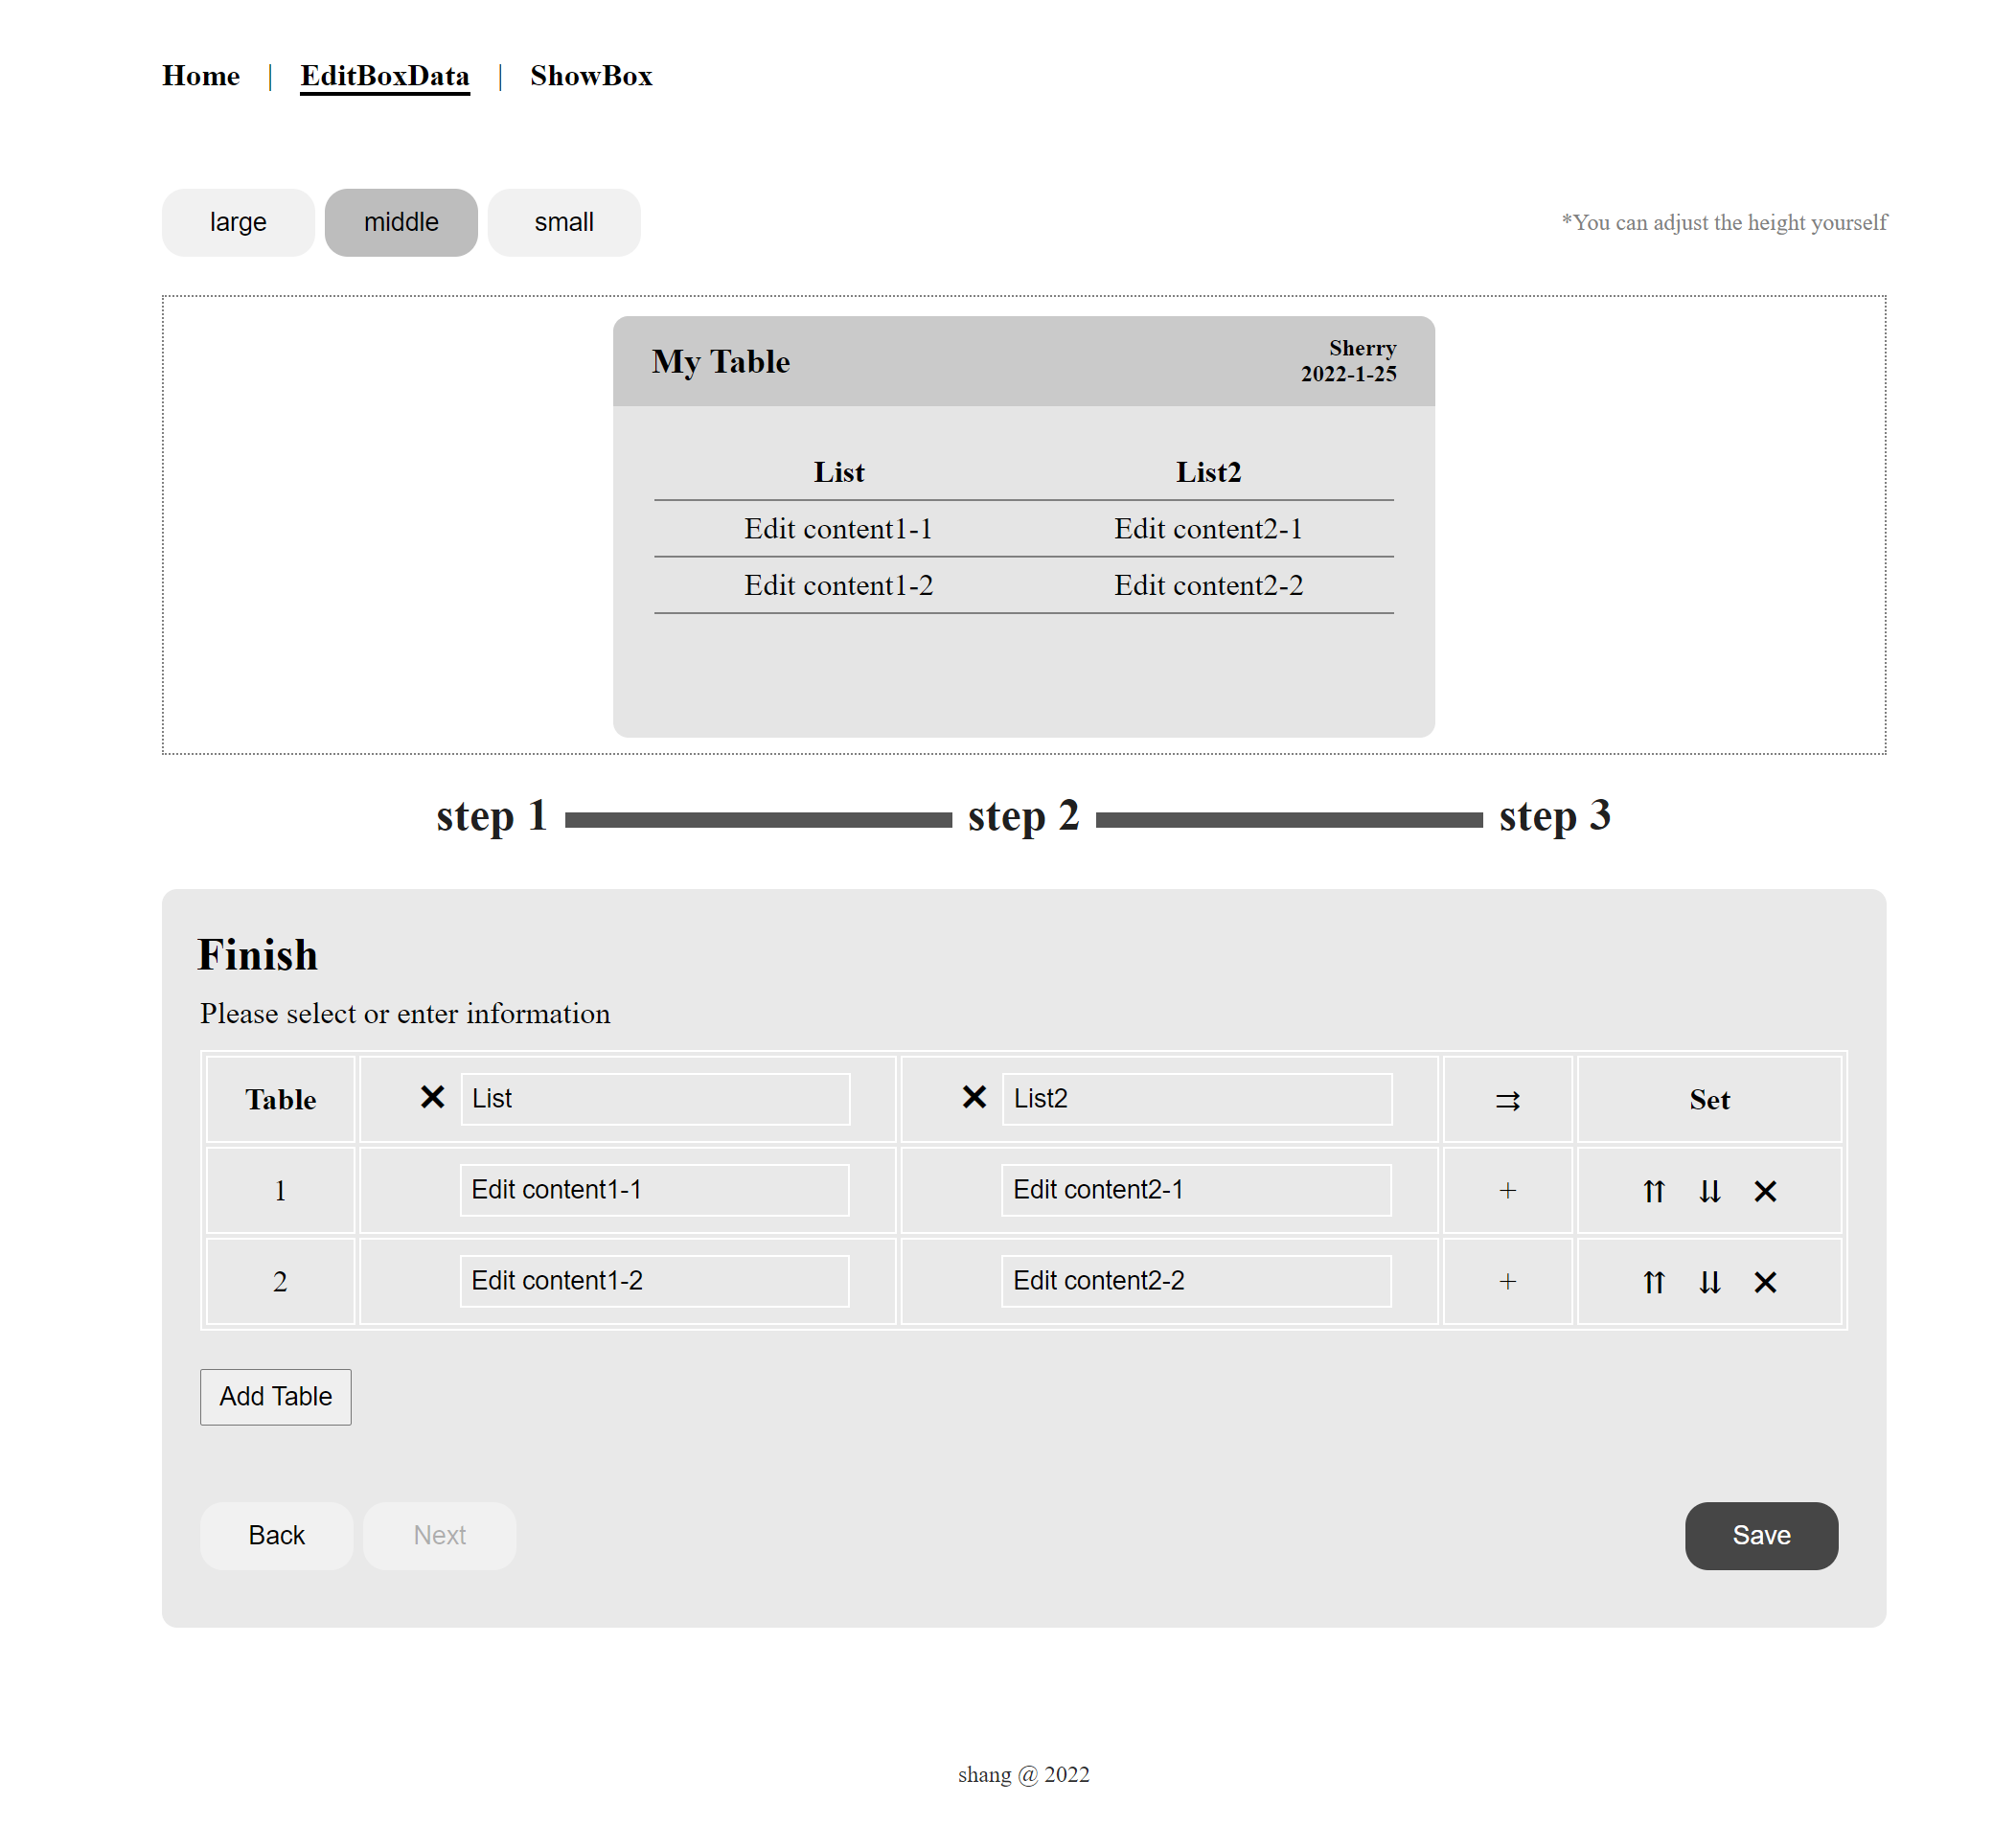 Home | EditBoxData | ShowBox
large middle small *You can adjust the height yourself
My Table
Sherry
2022-1-25
List List2
Edit content1-1 Edit content2-1
Edit content1-2 Edit content2-2
step 1 step 2 step 3
Finish
Please select or enter information
Table ✕ List ✕ List2 ⇉ Set
1 Edit content1-1 Edit content2-1 + ⇈ ⇊ ✕
2 Edit content1-2 Edit content2-2 + ⇈ ⇊ ✕
Add Table
Back Next Save
shang @ 2022